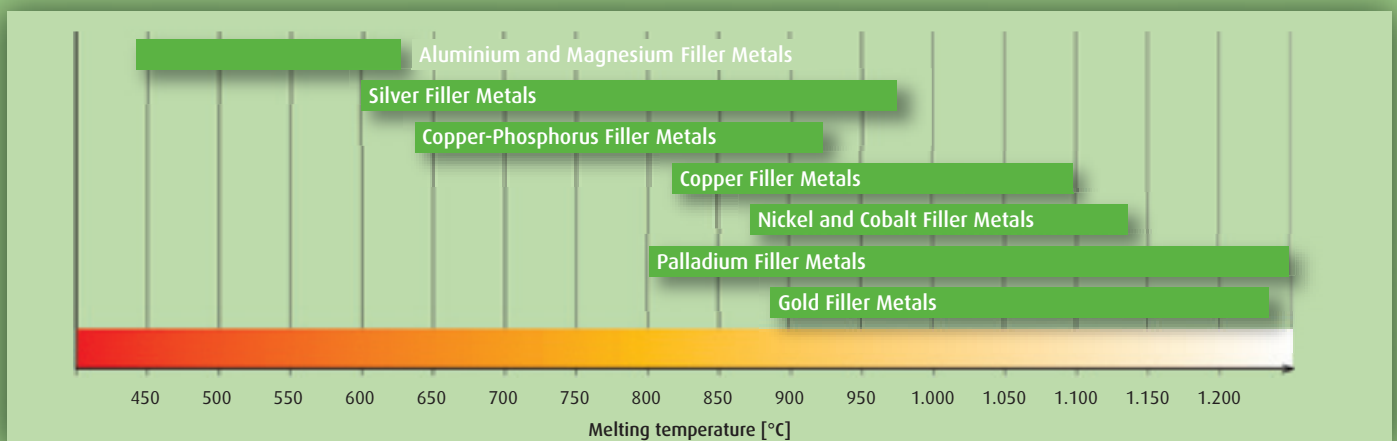 Aluminium and Magnesium Filler Metals
Silver Filler Metals
Copper-Phosphorus Filler Metals
Copper Filler Metals
Nickel and Cobalt Filler Metals
Palladium Filler Metals
Gold Filler Metals
450 500 550 600 650 700 750 800 850 900 950 1.000 1.050 1.100 1.150 1.200
Melting temperature [°C]